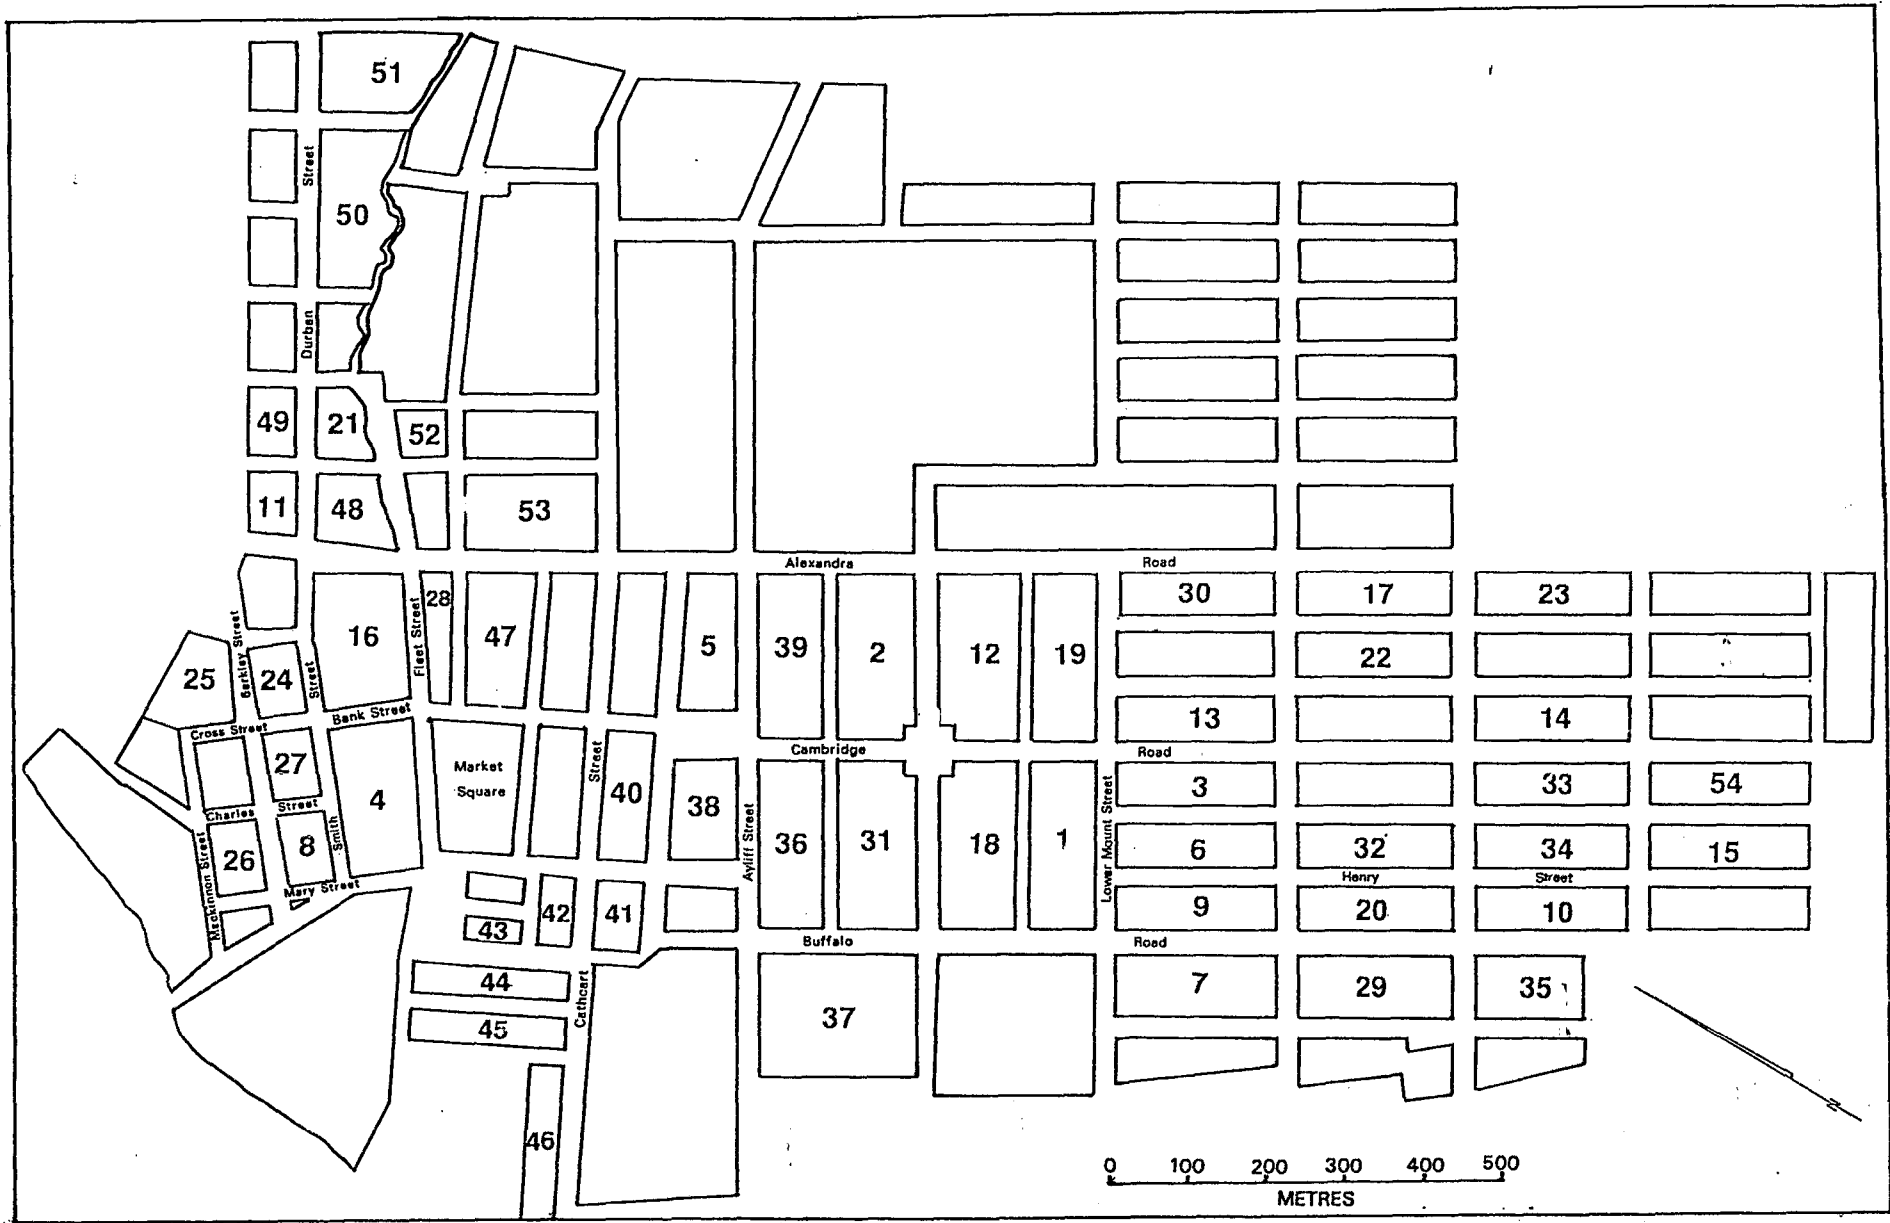 51
Street
50
Durban
49
21
52
11
48
53
Alexandra Road
28
30
17
23
16
Fleet Street
47
5
39
2
12
19
22
25
Berkley Street
24
Street
Bank Street
13
14
Cross Street
Cambridge Road
27
Market
Square
Street
4
40
38
3
33
54
Charles Street
Smith
Ayliff Street
Lower Mount Street
36
31
18
1
6
32
34
15
Mackinnon Street
26
8
Mary Street
Henry Street
42
41
43
9
20
10
Buffalo Road
44
Cathcart
45
37
7
29
35
46
N
0 100 200 300 400 500
METRES